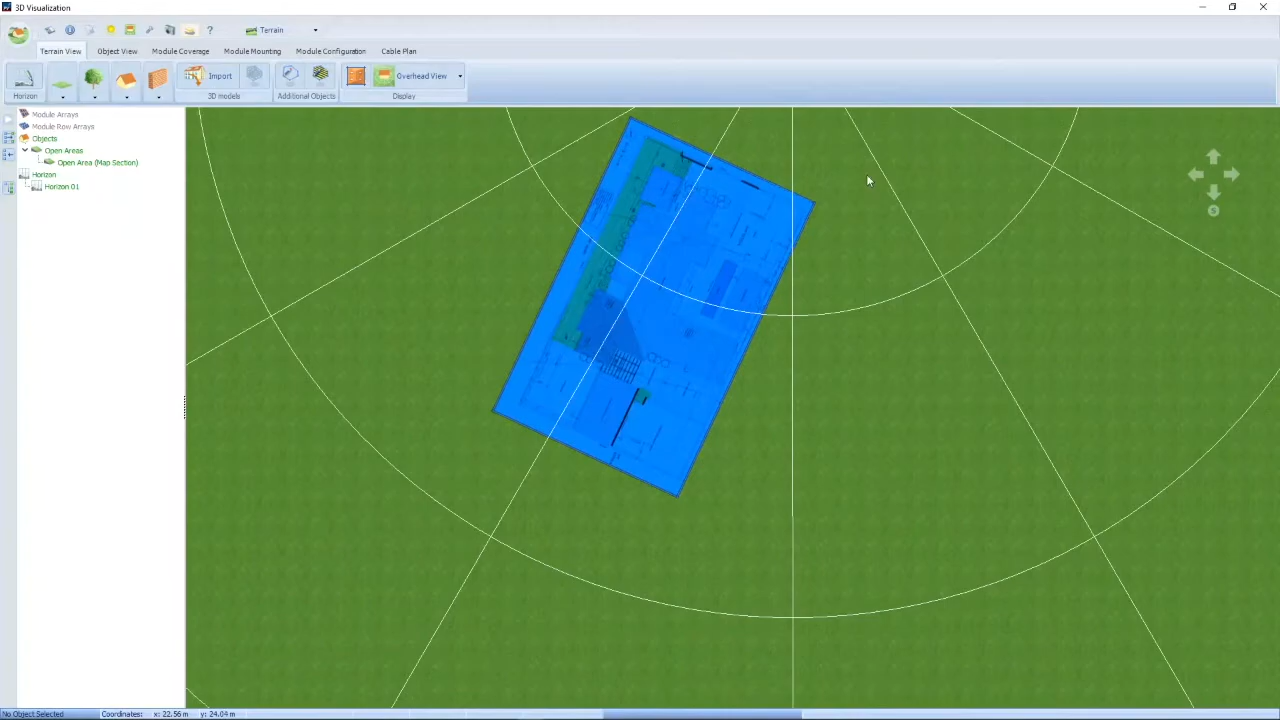 3D Visualization
Terrain
Terrain View
Object View
Module Coverage
Module Mounting
Module Configuration
Cable Plan
Import
Overhead View
Horizon
3D models
Additional Objects
Display
Module Arrays
Module Row Arrays
Objects
Open Areas
Open Area (Map Section)
Horizon
Horizon 01
No Object Selected
Coordinates:
x: 22.56 m
y: 24.04 m